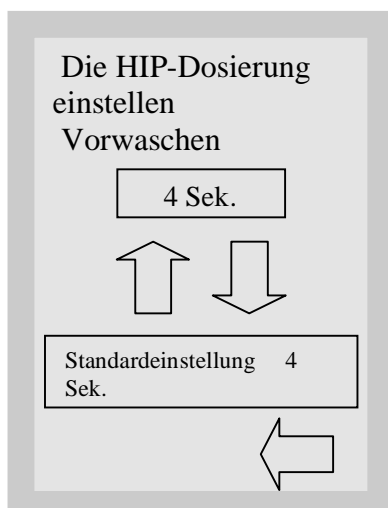 Die HIP-Dosierung
einstellen
Vorwaschen
4 Sek.
Standardeinstellung 4
Sek.